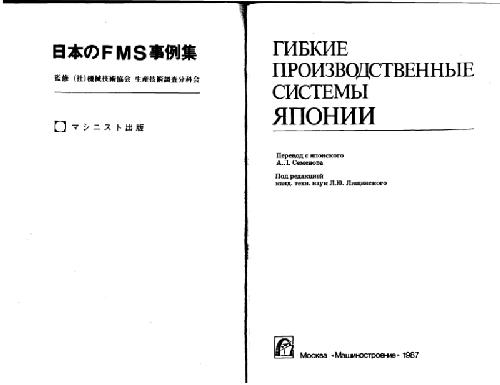 日本のFMS事例集
監修 (社)機械技術協会 生産技術調査分科会
マシニスト出版
ГИБКИЕ
ПРОИЗВОДСТВЕННЫЕ
СИСТЕМЫ
ЯПОНИИ
Перевод с японского
Семенова
Под редакцией
канд. техн. наук Л.Ю. Лищинского
Москва «Машиностроение» 1987